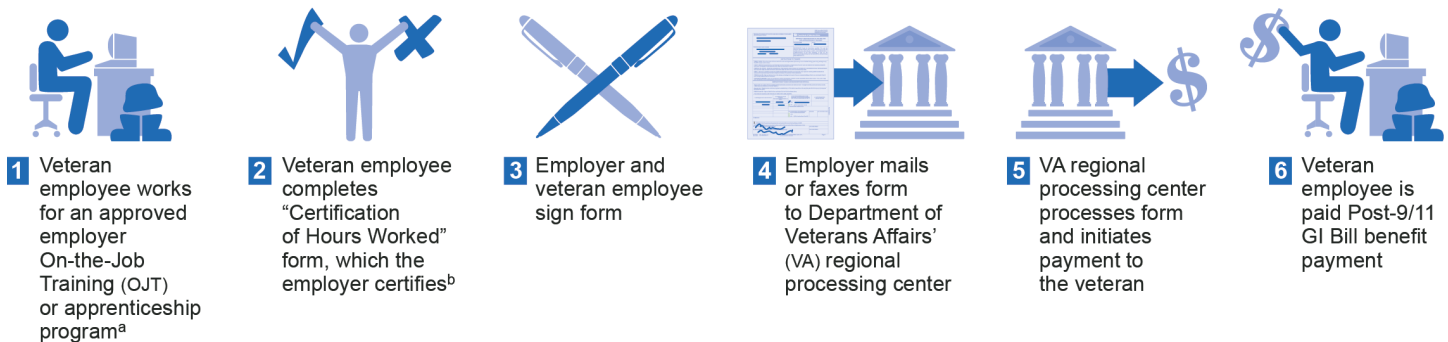 1 Veteran
employee works
for an approved
employer
On-the-Job
Training (OJT)
or apprenticeship
programᵃ
2 Veteran employee
completes
“Certification
of Hours Worked”
form, which the
employer certifiesᵇ
3 Employer and
veteran employee
sign form
4 Employer mails
or faxes form
to Department of
Veterans Affairs’
(VA) regional
processing center
5 VA regional
processing center
processes form
and initiates
payment to
the veteran
6 Veteran
employee is
paid Post-9/11
GI Bill benefit
payment